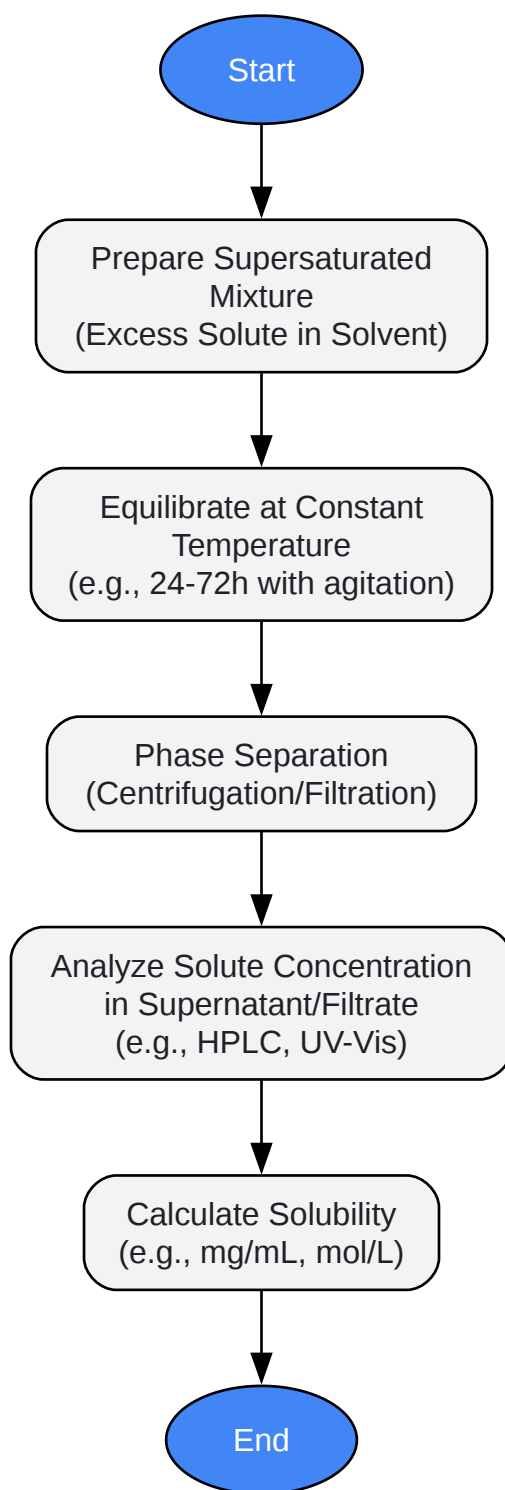 Start
Prepare Supersaturated
Mixture
(Excess Solute in Solvent)
Equilibrate at Constant
Temperature
(e.g., 24-72h with agitation)
Phase Separation
(Centrifugation/Filtration)
Analyze Solute Concentration
in Supernatant/Filtrate
(e.g., HPLC, UV-Vis)
Calculate Solubility
(e.g., mg/mL, mol/L)
End